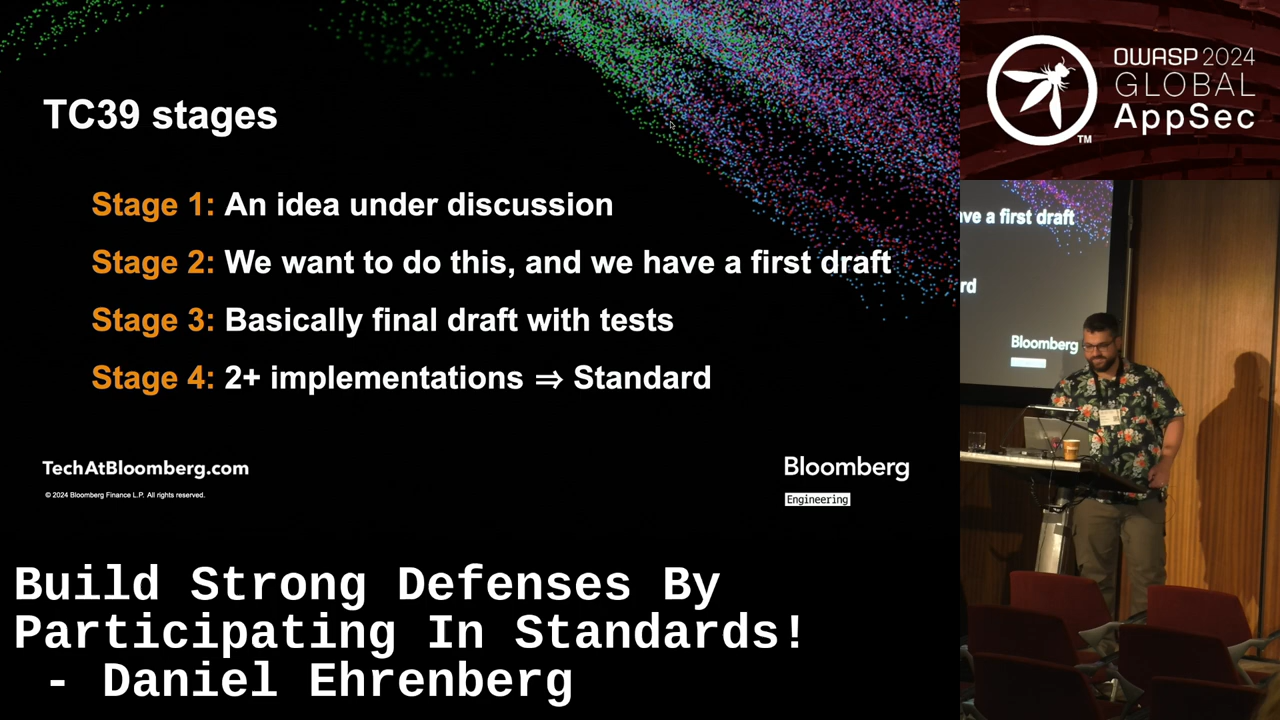 TC39 stages
Stage 1: An idea under discussion
Stage 2: We want to do this, and we have a first draft
Stage 3: Basically final draft with tests
Stage 4: 2+ implementations ⇒ Standard
TechAtBloomberg.com
© 2024 Bloomberg Finance L.P. All rights reserved.
Bloomberg
Engineering
Build Strong Defenses By
Participating In Standards!
- Daniel Ehrenberg
OWASP 2024
GLOBAL
AppSec
TM
ve a first draft
rd
Bloomberg